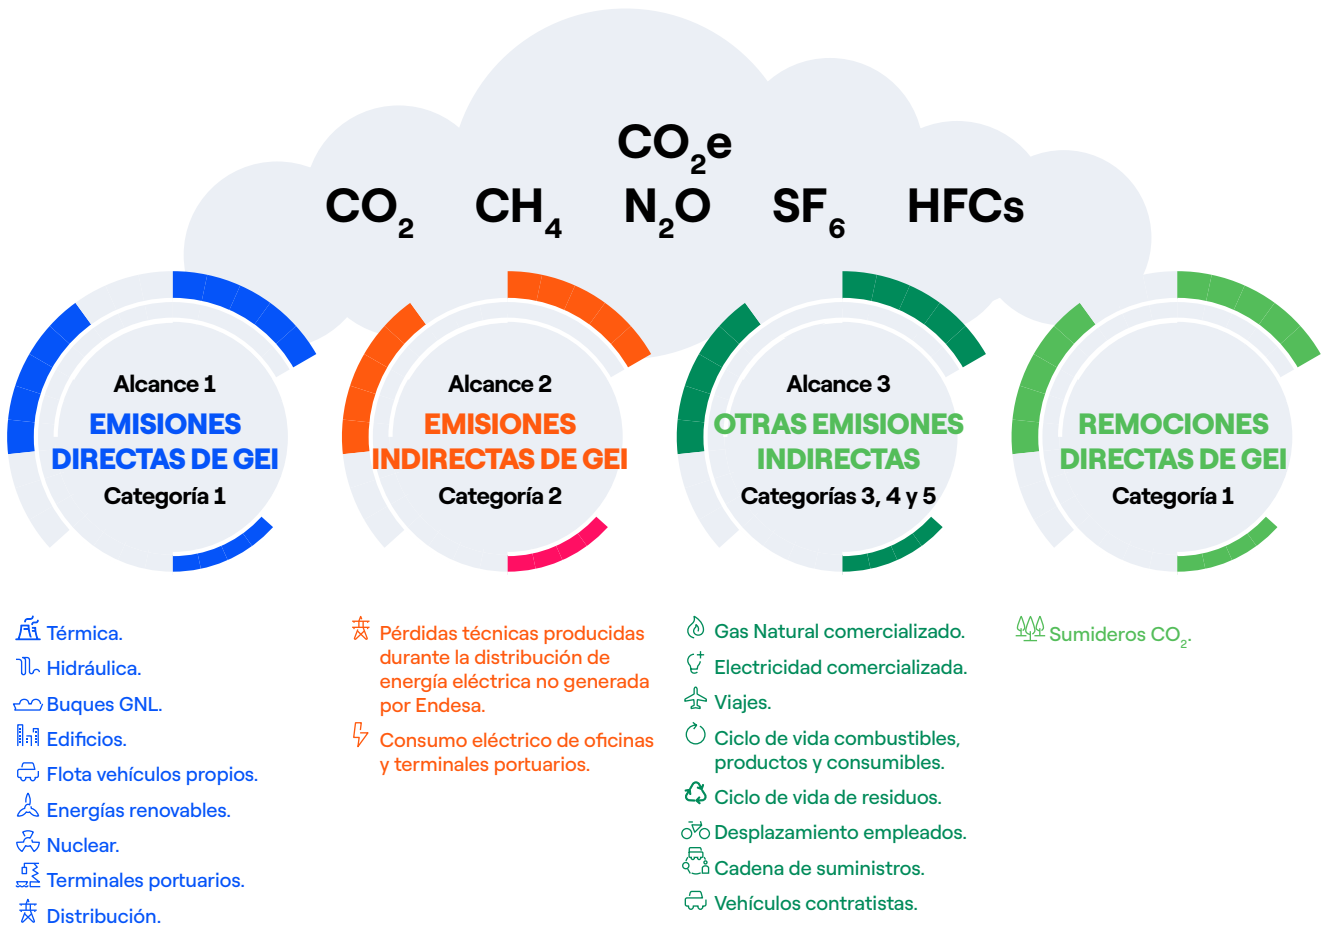 CO₂e
CO₂ CH₄ N₂O SF₆ HFCs
Alcance 1
EMISIONES
DIRECTAS DE GEI
Categoría 1
Térmica.
Hidráulica.
Buques GNL.
Edificios.
Flota vehículos propios.
Energías renovables.
Nuclear.
Terminales portuarios.
Distribución.
Alcance 2
EMISIONES
INDIRECTAS DE GEI
Categoría 2
Pérdidas técnicas producidas
durante la distribución de
energía eléctrica no generada
por Endesa.
Consumo eléctrico de oficinas
y terminales portuarios.
Alcance 3
OTRAS EMISIONES
INDIRECTAS
Categorías 3, 4 y 5
Gas Natural comercializado.
Electricidad comercializada.
Viajes.
Ciclo de vida combustibles,
productos y consumibles.
Ciclo de vida de residuos.
Desplazamiento empleados.
Cadena de suministros.
Vehículos contratistas.
REMOCIONES
DIRECTAS DE GEI
Categoría 1
Sumideros CO₂.